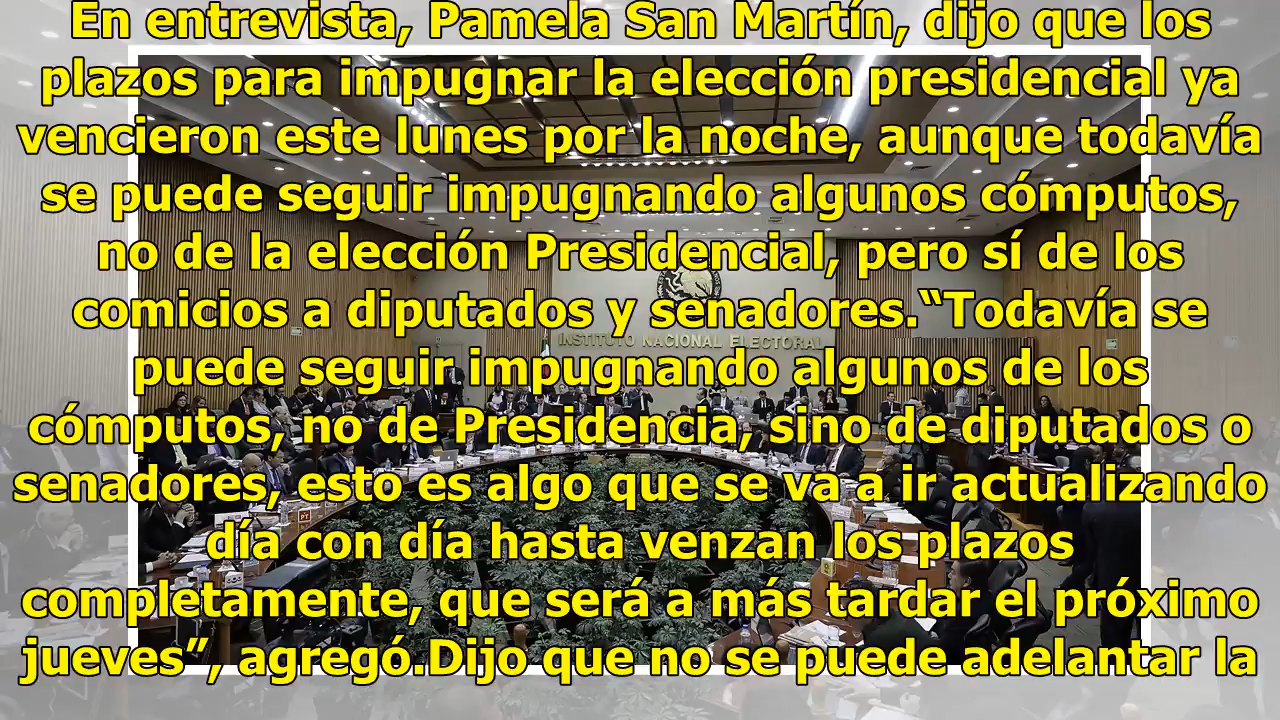 En entrevista, Pamela San Martín, dijo que los
plazos para impugnar la elección presidencial ya
vencieron este lunes por la noche, aunque todavía
se puede seguir impugnando algunos cómputos,
no de la elección Presidencial, pero sí de los
comicios a diputados y senadores.“Todavía se
INSTITUTO NACIONAL ELECTORAL
puede seguir impugnando algunos de los
cómputos, no de Presidencia, sino de diputados o
senadores, esto es algo que se va a ir actualizando
día con día hasta venzan los plazos
completamente, que será a más tardar el próximo
jueves”, agregó.Dijo que no se puede adelantar la